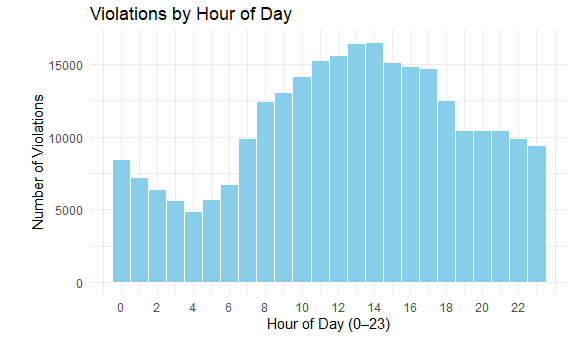 Violations by Hour of Day
Number of Violations
15000
10000
5000
0
0 2 4 6 8 10 12 14 16 18 20 22
Hour of Day (0–23)